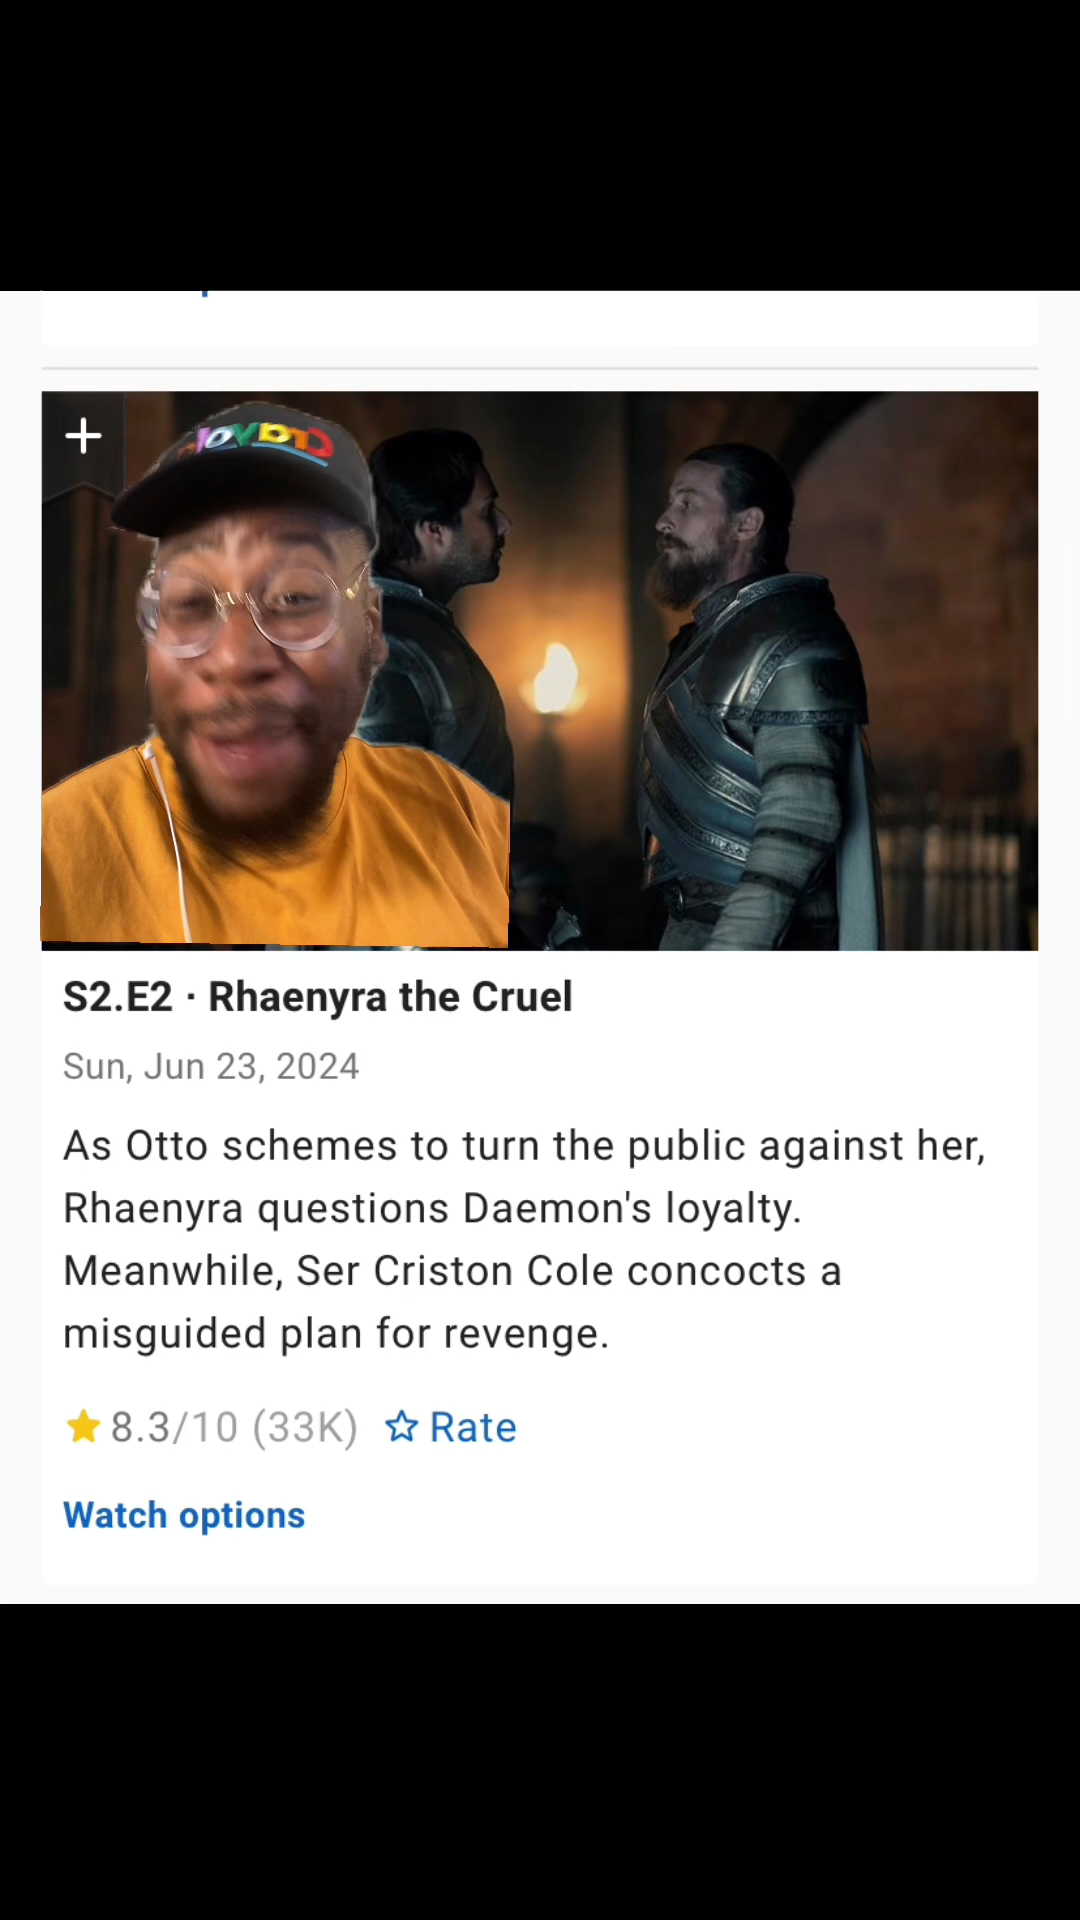 S2.E2 · Rhaenyra the Cruel
Sun, Jun 23, 2024
As Otto schemes to turn the public against her,
Rhaenyra questions Daemon's loyalty.
Meanwhile, Ser Criston Cole concocts a
misguided plan for revenge.
8.3/10 (33K) Rate
Watch options